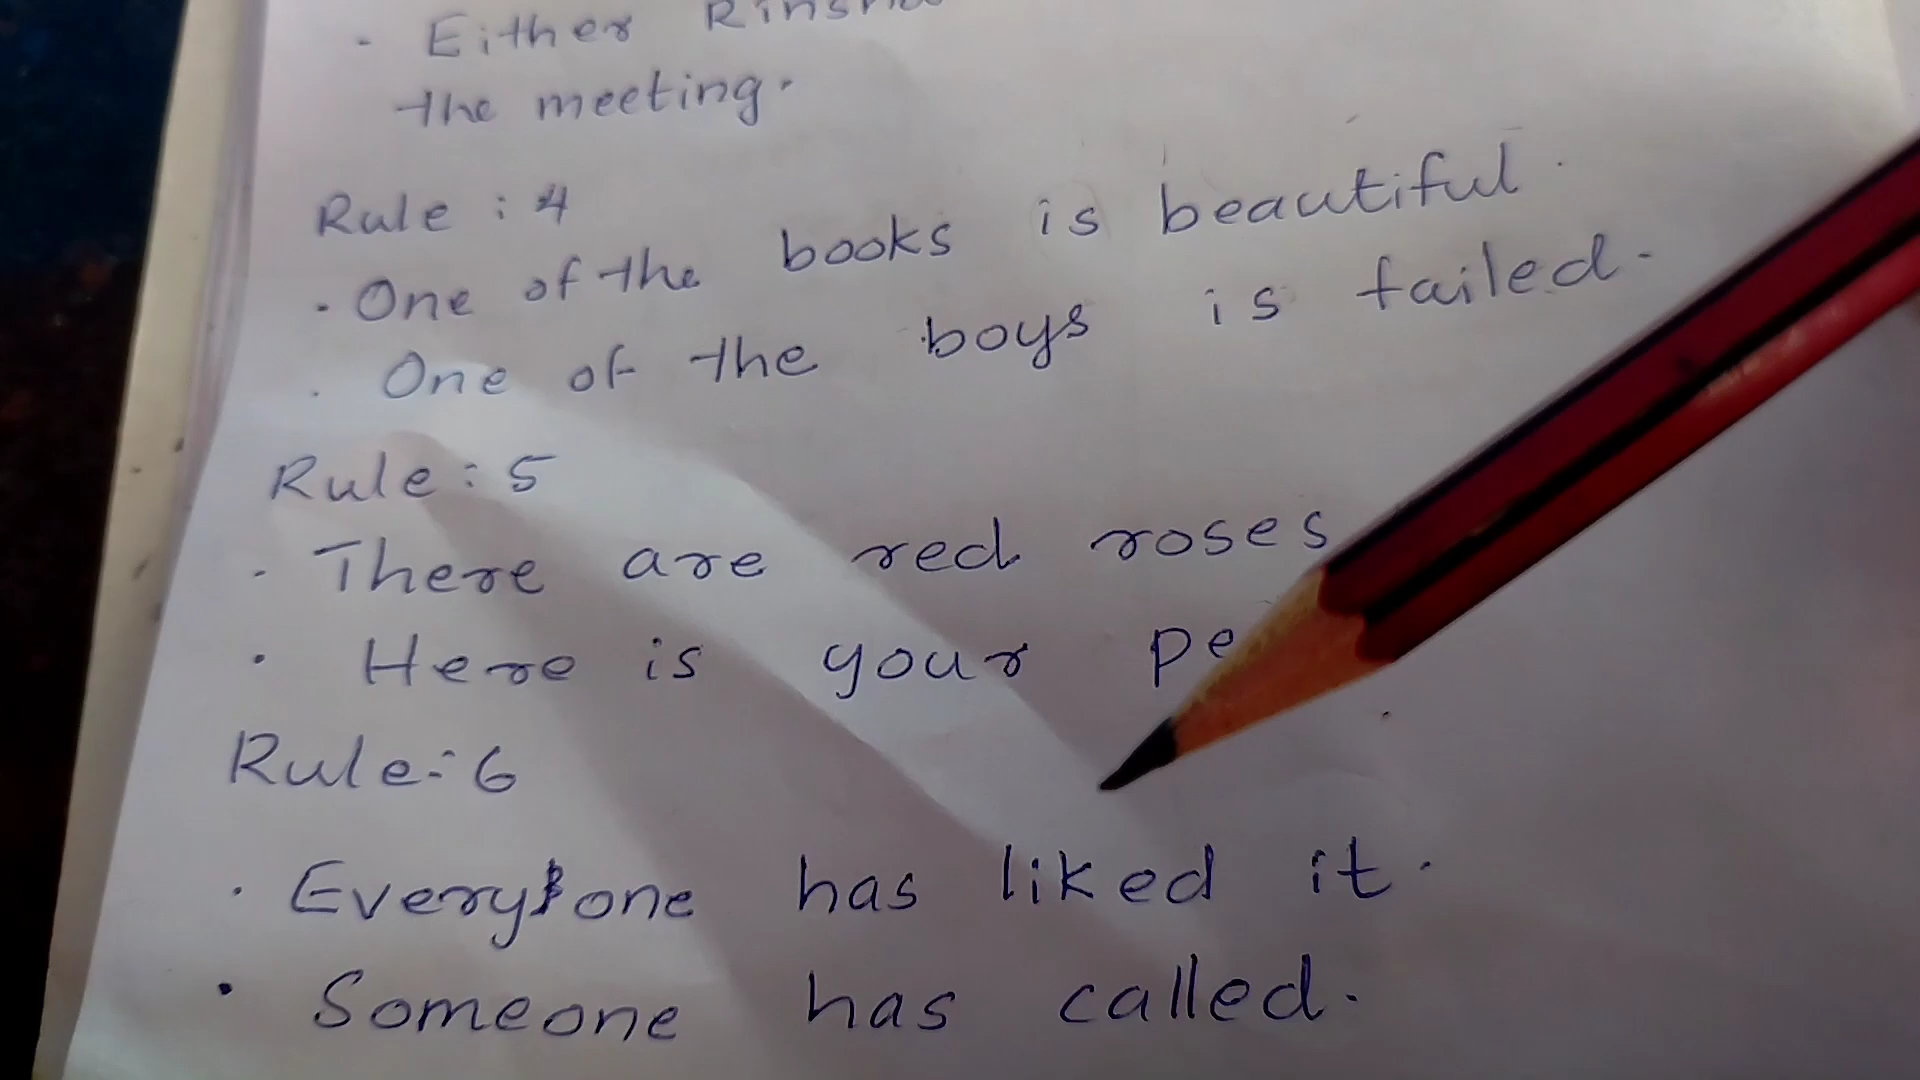 · Either
the meeting.
Rule : 4
· One of the books is beautiful.
· One of the boys is failed.
Rule : 5
· There are red roses
· Here is your
Rule :- 6
· Everyone has liked it.
· Someone has called.